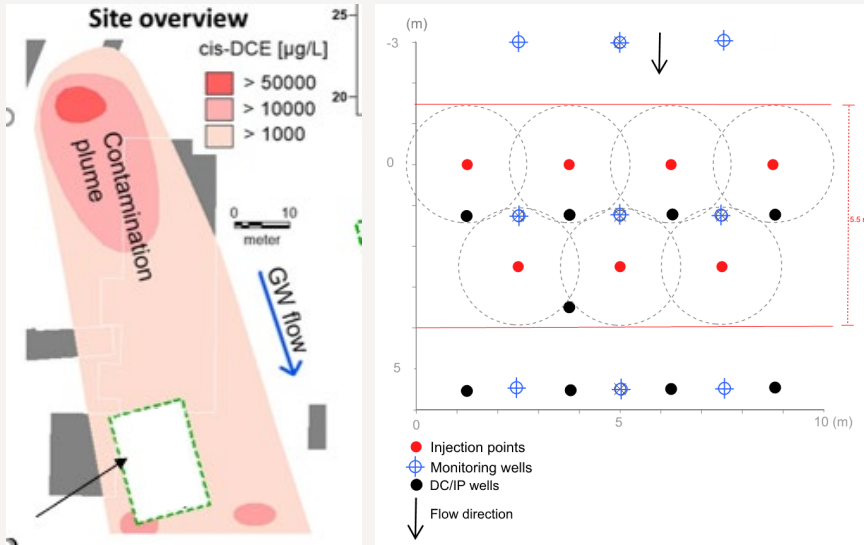 Site overview
cis-DCE [µg/L]
> 50000
> 10000
> 1000
Contamination
plume
0 10
meter
GW flow
25
20
(m)
-3
0
5
0
5.0
10 (m)
Injection points
Monitoring wells
DC/IP wells
Flow direction